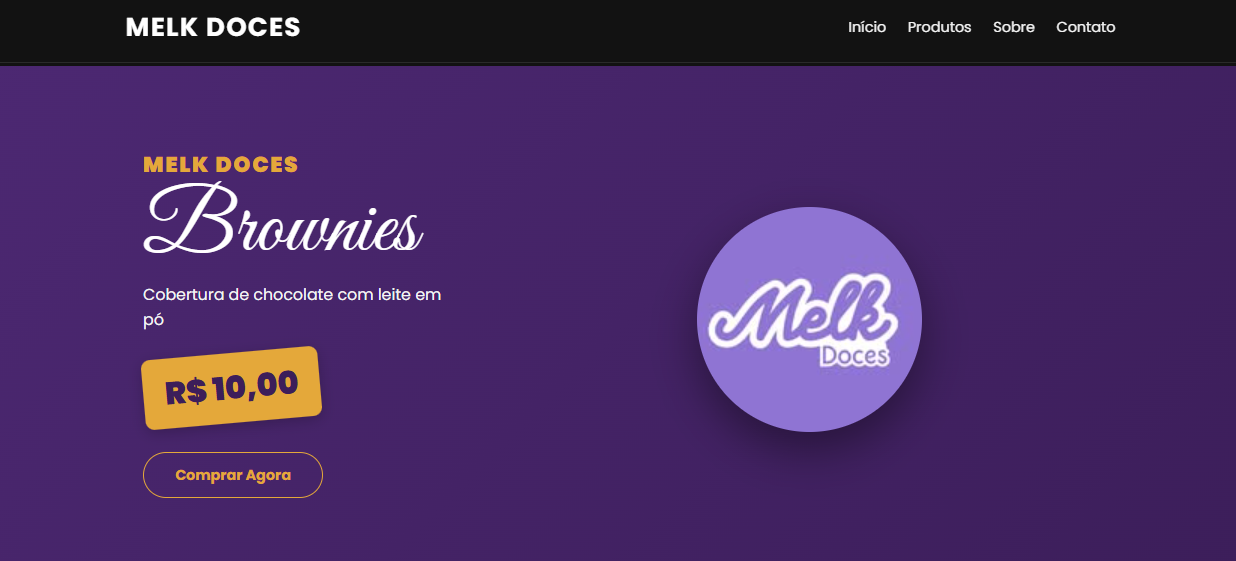 MELK DOCES
Início Produtos Sobre Contato
MELK DOCES
Brownies
Cobertura de chocolate com leite em
pó
R$ 10,00
Comprar Agora
Melk
Doces